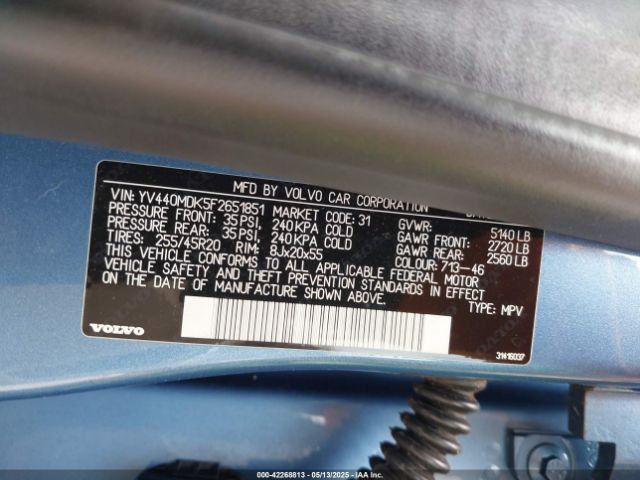 MFD BY VOLVO CAR CORPORATION
VIN: YV440MDK5F2651851 MARKET CODE: 31
PRESSURE FRONT: 35 PSI, 240 KPA COLD
PRESSURE REAR: 35 PSI, 240 KPA COLD
TIRES: 255/45R20 RIM: 8Jx20x55
THIS VEHICLE CONFORMS TO ALL APPLICABLE FEDERAL MOTOR
VEHICLE SAFETY AND THEFT PREVENTION STANDARDS IN EFFECT
ON THE DATE OF MANUFACTURE SHOWN ABOVE.
GVWR: 5140 LB
GAWR FRONT: 2720 LB
GAWR REAR: 2560 LB
COLOUR: 713-46
TYPE: MPV
VOLVO
31416037
000-42268813 - 05/13/2025 - IAAI.COM